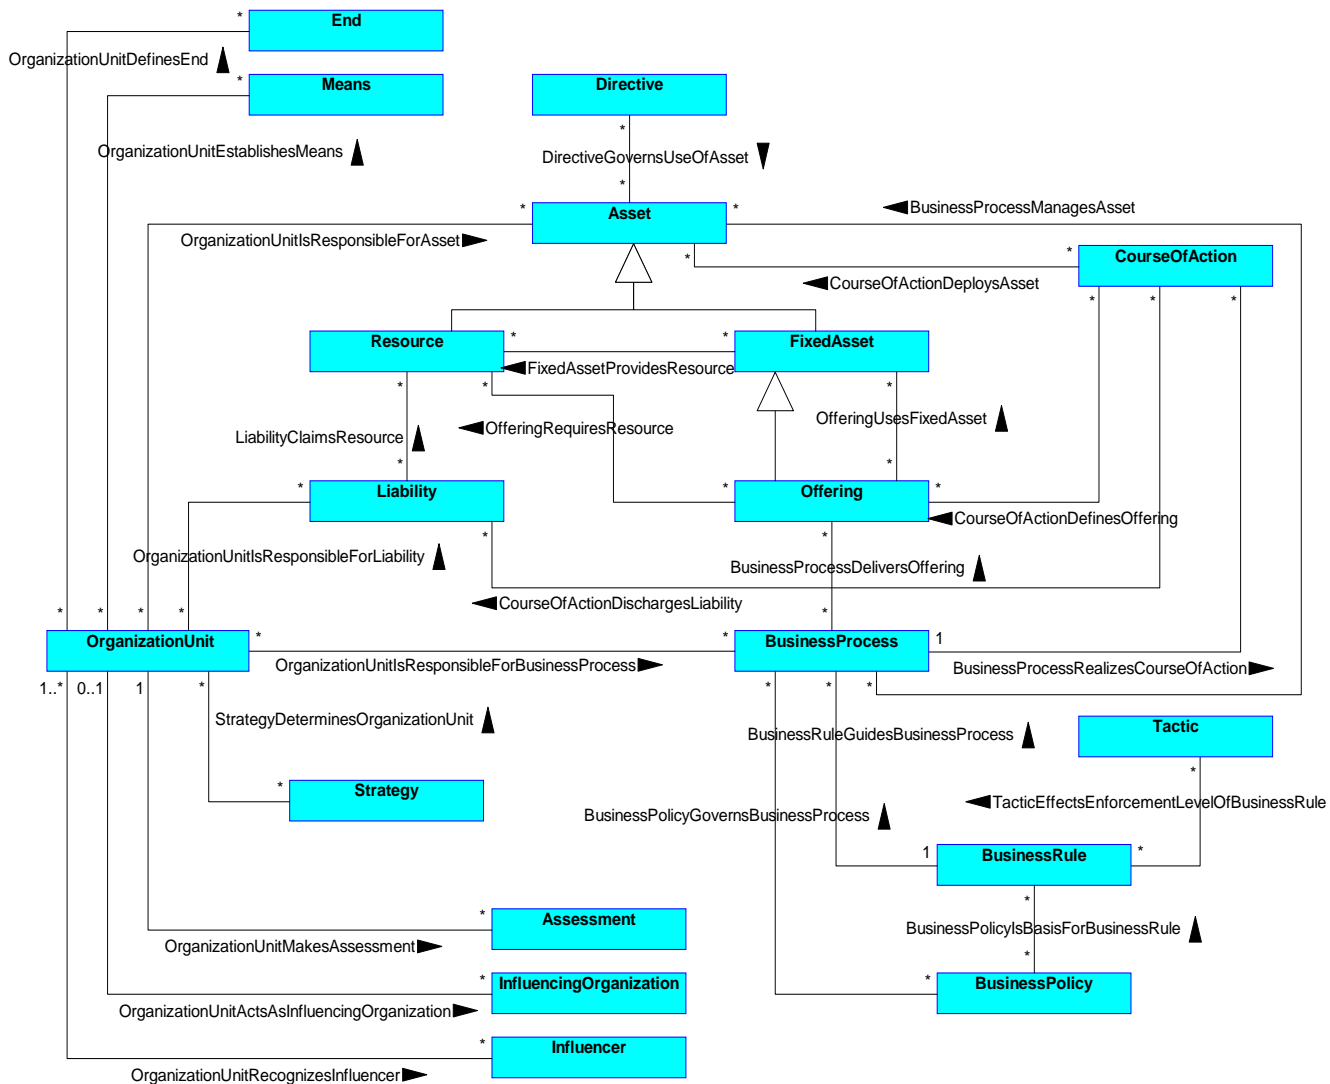 *
End
OrganizationUnitDefinesEnd
*
Means
Directive
OrganizationUnitEstablishesMeans
*
DirectiveGovernsUseOfAsset
*
*
Asset
*
BusinessProcessManagesAsset
OrganizationUnitIsResponsibleForAsset
*
*
CourseOfAction
CourseOfActionDeploysAsset
*
*
*
Resource
*
*
FixedAsset
FixedAssetProvidesResource
*
*
*
OfferingUsesFixedAsset
LiabilityClaimsResource
OfferingRequiresResource
*
*
*
Liability
*
Offering
*
CourseOfActionDefinesOffering
*
*
OrganizationUnitIsResponsibleForLiability
BusinessProcessDeliversOffering
CourseOfActionDischargesLiability
*
*
*
*
*
OrganizationUnit
*
*
BusinessProcess
1
OrganizationUnitIsResponsibleForBusinessProcess
BusinessProcessRealizesCourseOfAction
1..*
0..1
1
*
*
*
*
StrategyDeterminesOrganizationUnit
BusinessRuleGuidesBusinessProcess
Tactic
*
*
Strategy
TacticEffectsEnforcementLevelOfBusinessRule
BusinessPolicyGovernsBusinessProcess
1
BusinessRule
*
*
*
Assessment
BusinessPolicyIsBasisForBusinessRule
OrganizationUnitMakesAssessment
*
*
InfluencingOrganization
*
BusinessPolicy
OrganizationUnitActsAsInfluencingOrganization
*
Influencer
OrganizationUnitRecognizesInfluencer